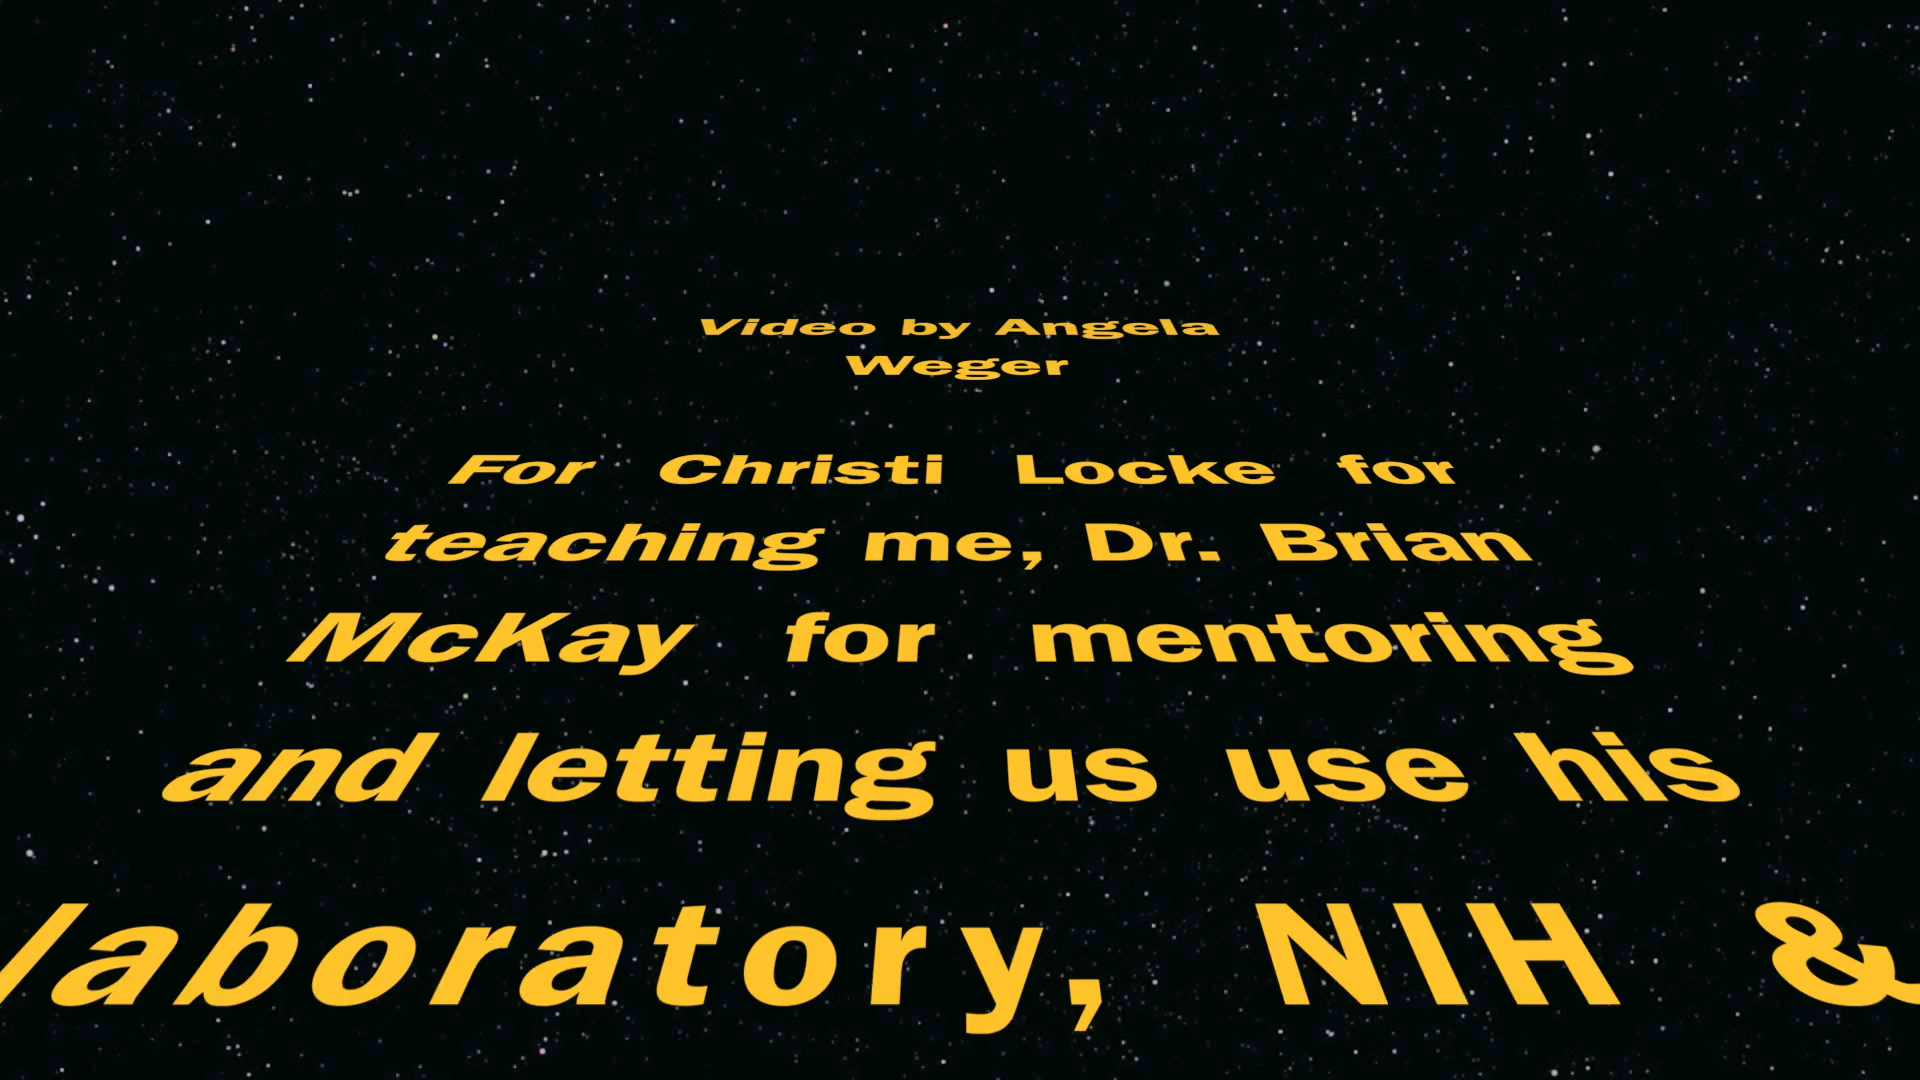 Video by Angela
Weger
For Christi Locke for
teaching me, Dr. Brian
McKay for mentoring
and letting us use his
laboratory, NIH &